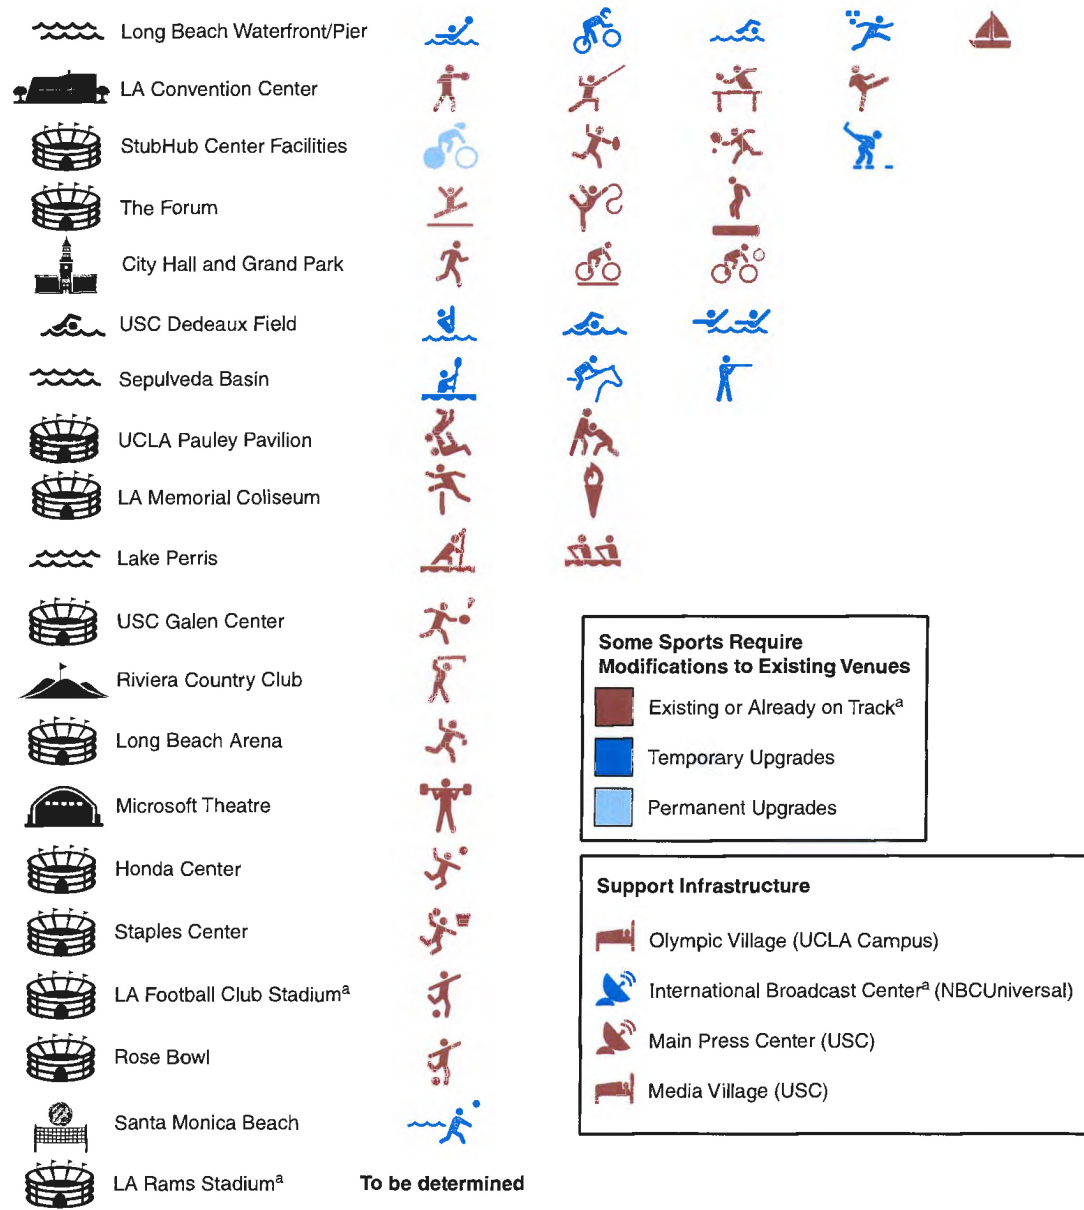 Long Beach Waterfront/Pier
LA Convention Center
StubHub Center Facilities
The Forum
City Hall and Grand Park
USC Dedeaux Field
Sepulveda Basin
UCLA Pauley Pavilion
LA Memorial Coliseum
Lake Perris
USC Galen Center
Riviera Country Club
Long Beach Arena
Microsoft Theatre
Honda Center
Staples Center
LA Football Club Stadiumᵃ
Rose Bowl
Santa Monica Beach
LA Rams Stadiumᵃ
To be determined
Some Sports Require
Modifications to Existing Venues
Existing or Already on Trackᵃ
Temporary Upgrades
Permanent Upgrades
Support Infrastructure
Olympic Village (UCLA Campus)
International Broadcast Centerᵃ (NBCUniversal)
Main Press Center (USC)
Media Village (USC)